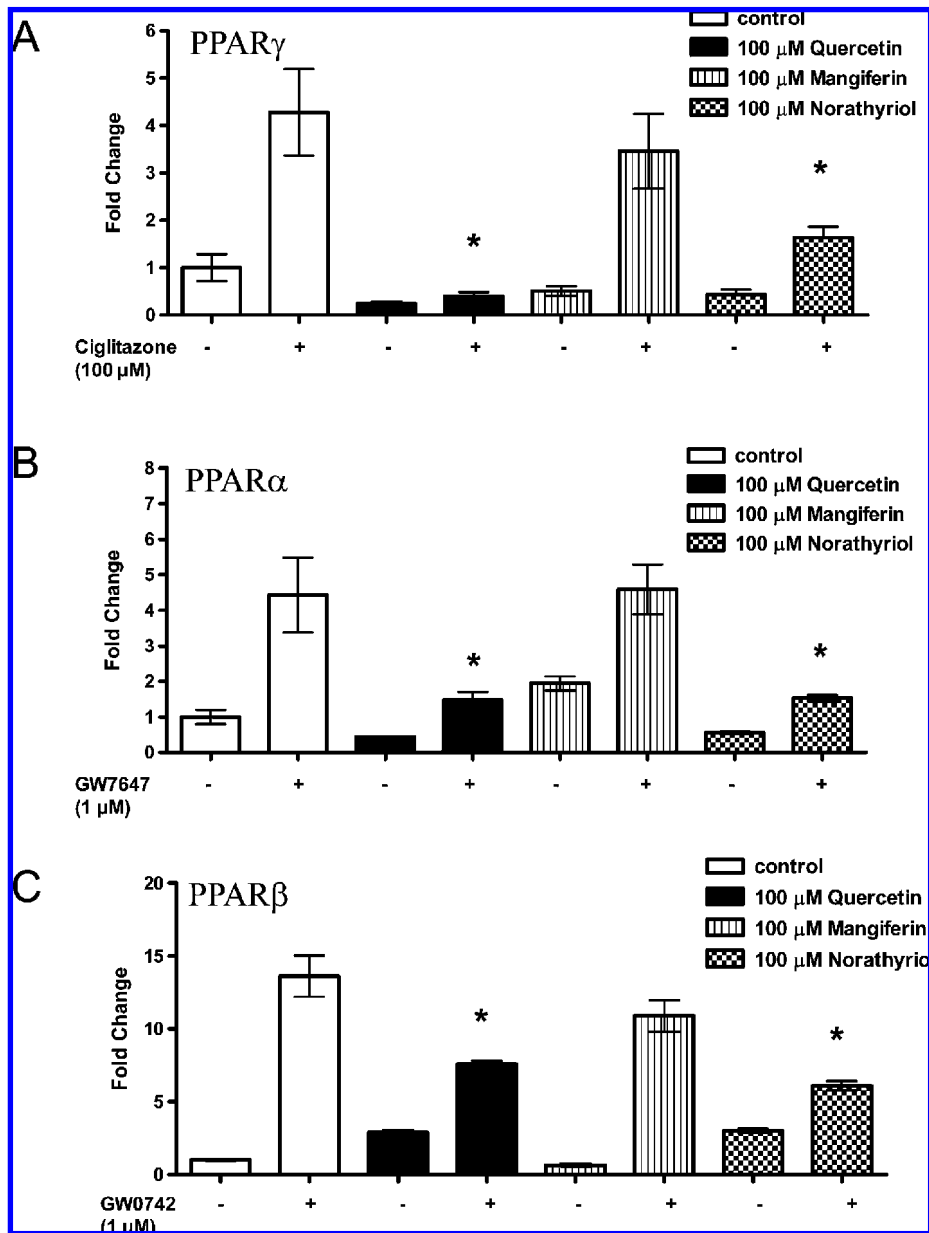 A
PPARγ
control
100 μM Quercetin
100 μM Mangiferin
100 μM Norathyriol
Fold Change
6
5
4
3
2
1
0
*
*
Ciglitazone - + - + - + - +
(100 μM)
B
PPARα
control
100 μM Quercetin
100 μM Mangiferin
100 μM Norathyriol
Fold Change
8
7
6
5
4
3
2
1
0
*
*
GW7647 - + - + - + - +
(1 μM)
C
PPARβ
control
100 μM Quercetin
100 μM Mangiferin
100 μM Norathyrio
Fold Change
20
15
10
5
0
*
*
GW0742 - + - + - + - +
(1 μM)